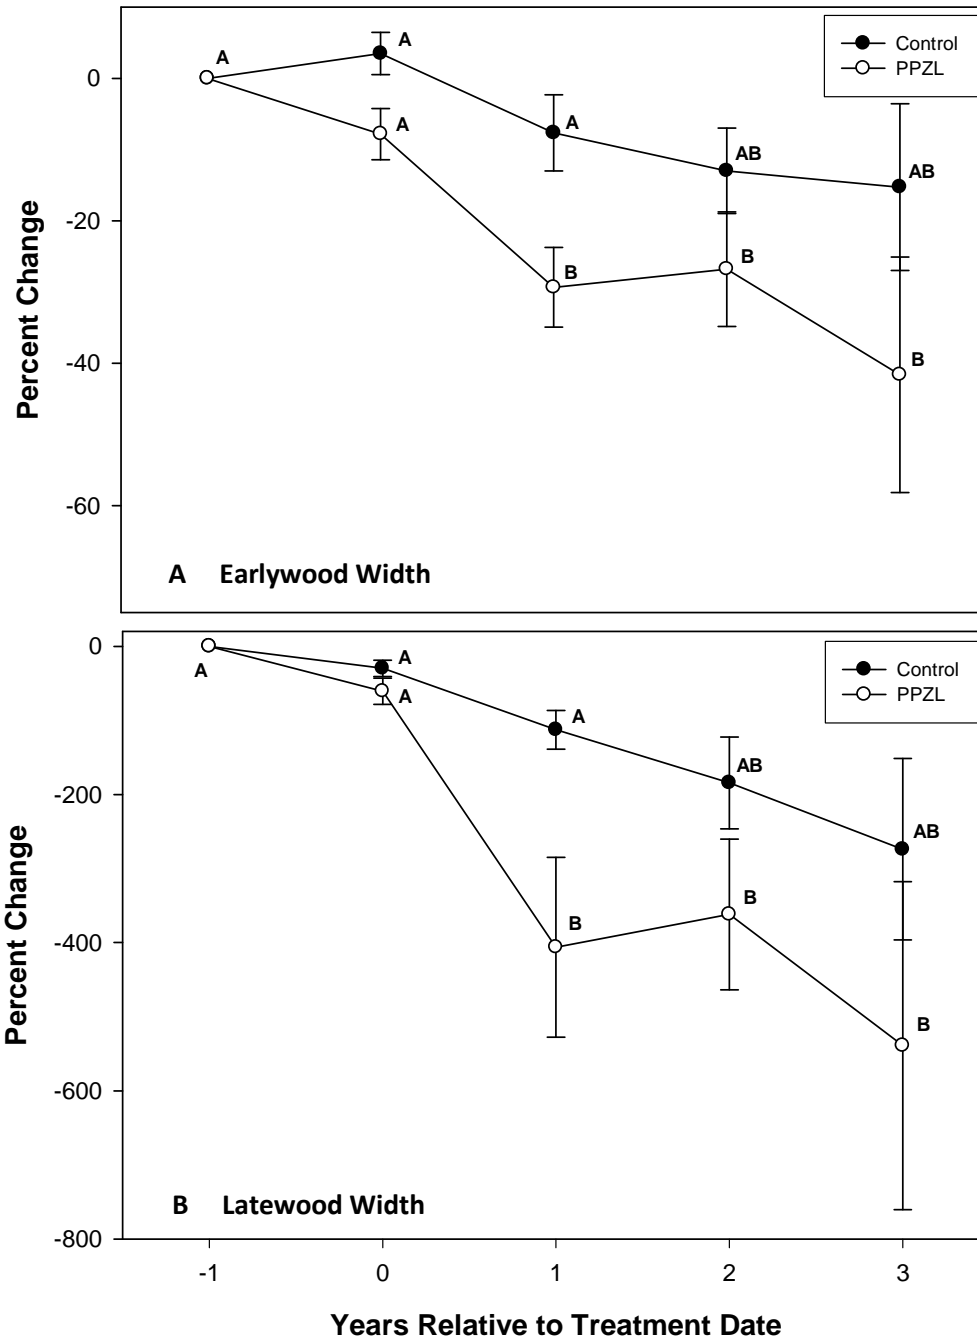 Percent Change
0
-20
-40
-60
A
A
A
A
B
AB
B
AB
B
Control
PPZL
A Earlywood Width
Percent Change
0
-200
-400
-600
-800
A
A
A
A
B
AB
B
AB
B
Control
PPZL
B Latewood Width
-1 0 1 2 3
Years Relative to Treatment Date